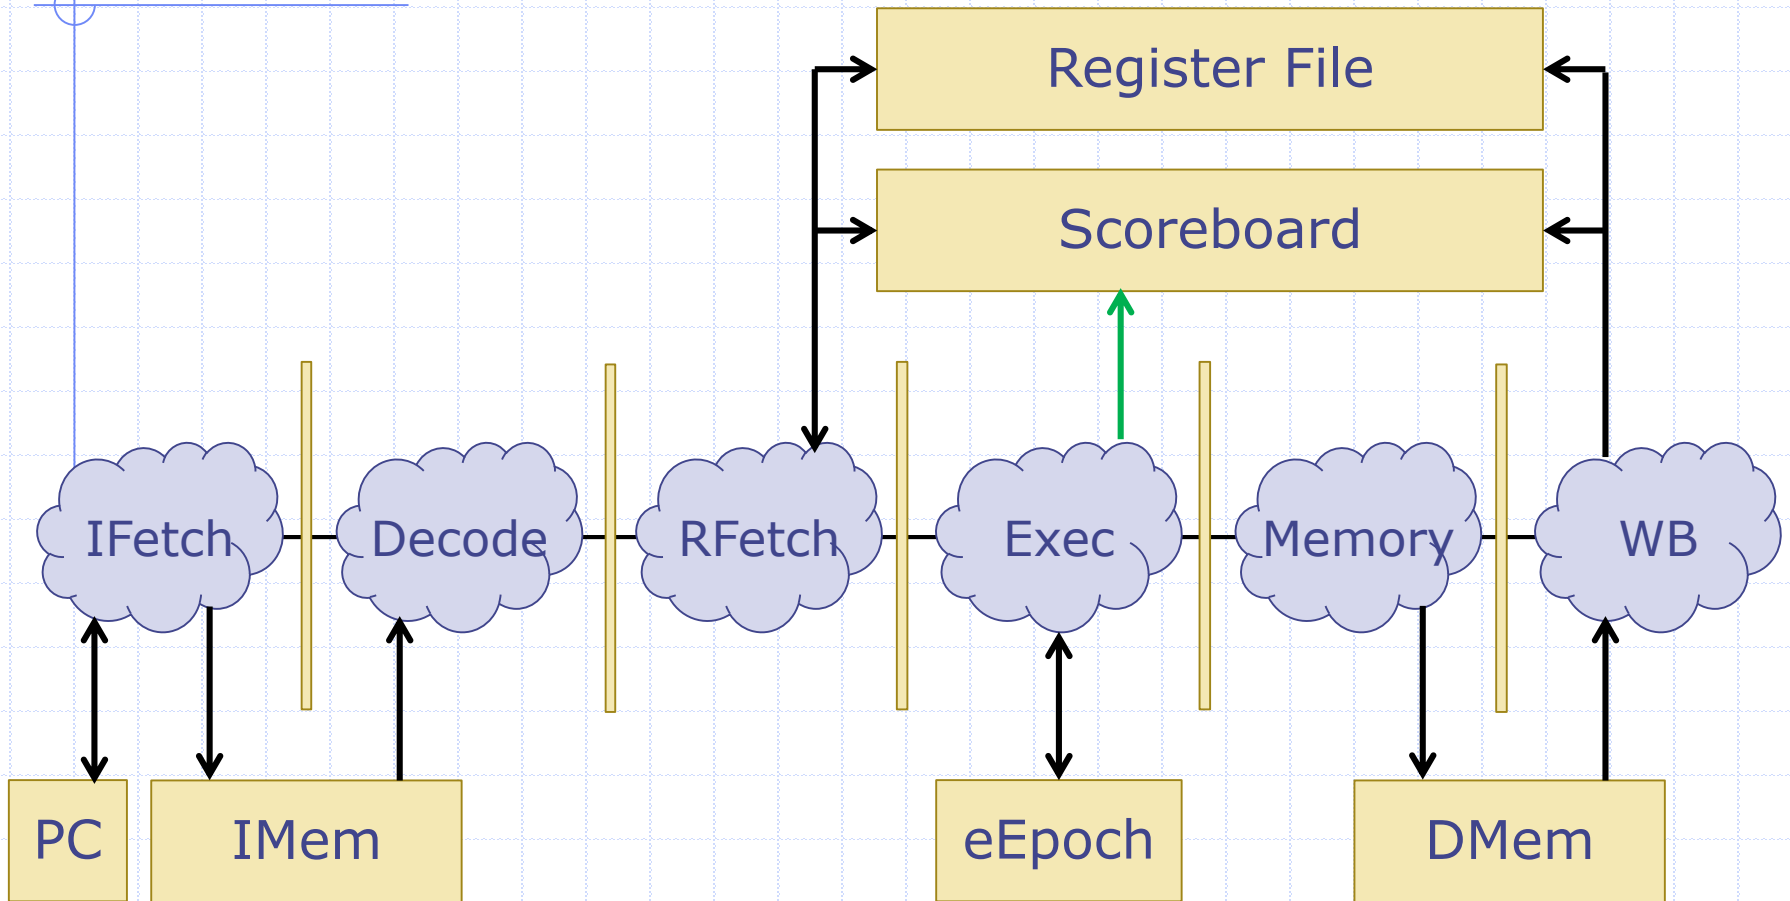 Register File
Scoreboard
IFetch
Decode
RFetch
Exec
Memory
WB
PC
IMem
eEpoch
DMem